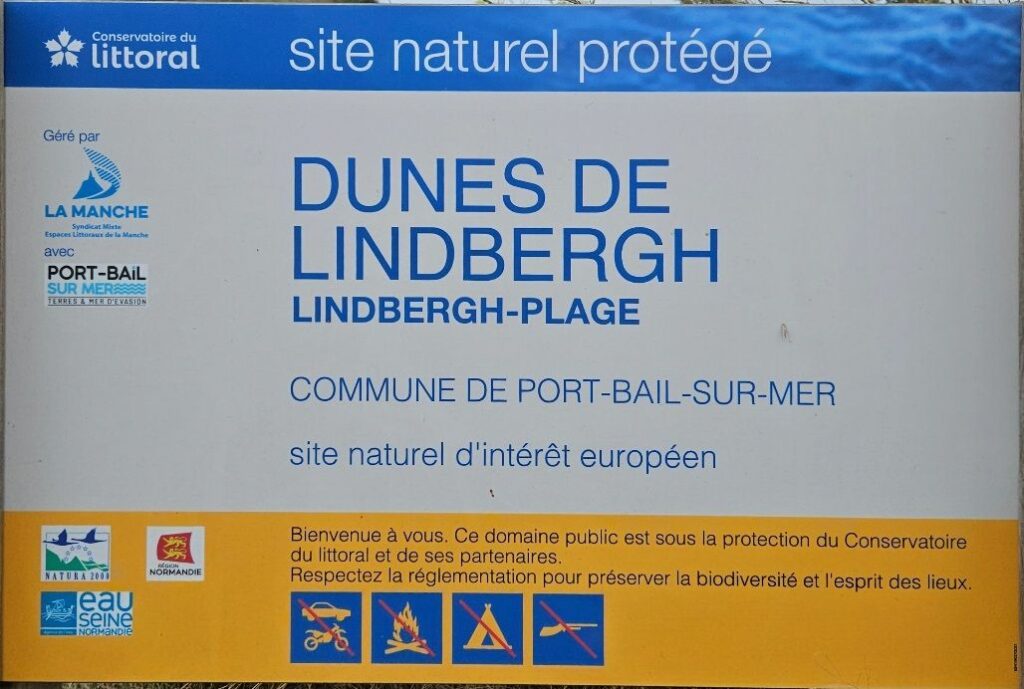 Conservatoire du
littoral
site naturel protégé
Géré par
LA MANCHE
Syndicat Mixte
Espaces Littoraux de la Manche
avec
PORT-BAIL
SUR MER
TERRES & MER D'EVASION
DUNES DE
LINDBERGH
LINDBERGH-PLAGE
COMMUNE DE PORT-BAIL-SUR-MER
site naturel d'intérêt européen
NATURA 2000
RÉGION
NORMANDIE
eau
SEINE
NORMANDIE
Bienvenue à vous. Ce domaine public est sous la protection du Conservatoire
du littoral et de ses partenaires.
Respectez la réglementation pour préserver la biodiversité et l'esprit des lieux.